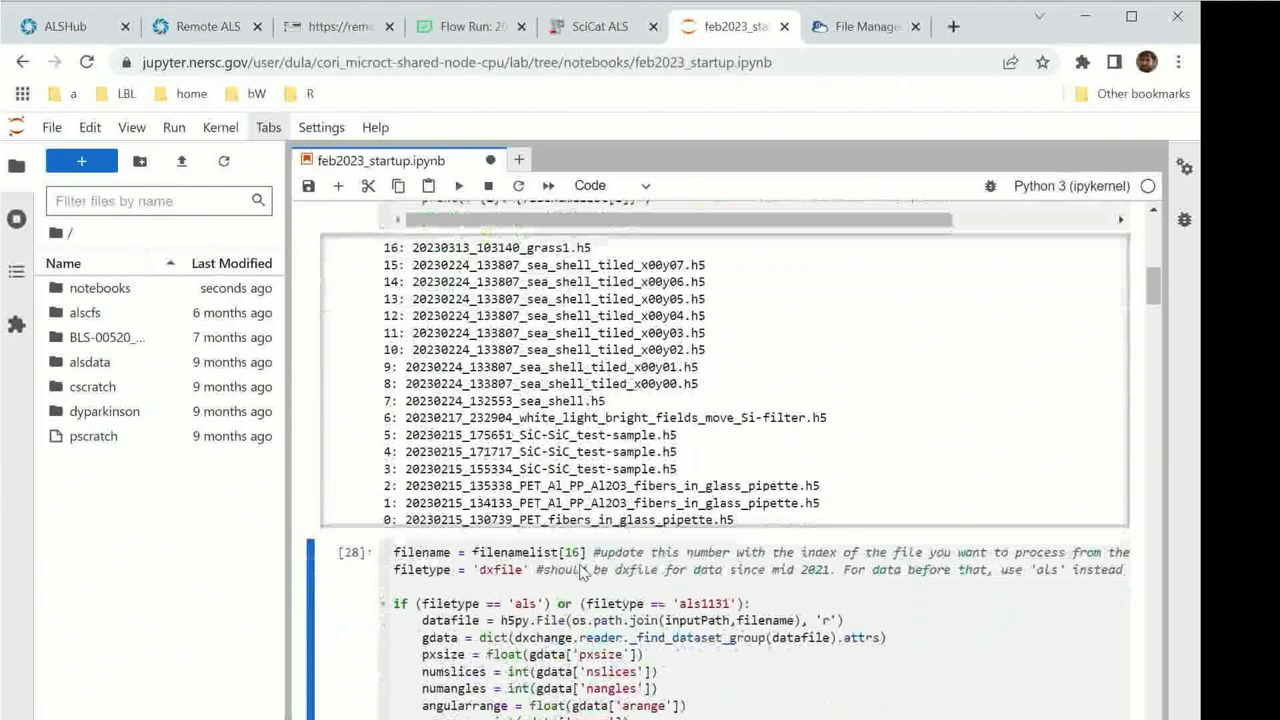 ALSHub
Remote ALS
https://rem
Flow Run: 20
SciCat ALS
feb2023_sta
File Manage
jupyter.nersc.gov/user/dula/cori_microct-shared-node-cpu/lab/tree/notebooks/feb2023_startup.ipynb
a
LBL
home
bW
R
Other bookmarks
File Edit View Run Kernel Tabs Settings Help
feb2023_startup.ipynb
Code
Python 3 (ipykernel)
Filter files by name
/
Name Last Modified
notebooks seconds ago
alscfs 6 months ago
BLS-00520_... 7 months ago
alsdata 9 months ago
cscratch 9 months ago
dyparkinson 9 months ago
pscratch 9 months ago
16: 20230313_103140_grass1.h5
15: 20230224_133807_sea_shell_tiled_x00y07.h5
14: 20230224_133807_sea_shell_tiled_x00y06.h5
13: 20230224_133807_sea_shell_tiled_x00y05.h5
12: 20230224_133807_sea_shell_tiled_x00y04.h5
11: 20230224_133807_sea_shell_tiled_x00y03.h5
10: 20230224_133807_sea_shell_tiled_x00y02.h5
9: 20230224_133807_sea_shell_tiled_x00y01.h5
8: 20230224_133807_sea_shell_tiled_x00y00.h5
7: 20230224_132553_sea_shell.h5
6: 20230217_232904_white_light_bright_fields_move_Si-filter.h5
5: 20230215_175651_SiC-SiC_test-sample.h5
4: 20230215_171717_SiC-SiC_test-sample.h5
3: 20230215_155334_SiC-SiC_test-sample.h5
2: 20230215_135338_PET_Al_PP_Al2O3_fibers_in_glass_pipette.h5
1: 20230215_134133_PET_Al_PP_Al2O3_fibers_in_glass_pipette.h5
0: 20230215_130739_PET_fibers_in_glass_pipette.h5
[28]: filename = filenamelist[16] #update this number with the index of the file you want to process from the
filetype = 'dxfile' #should be dxfile for data since mid 2021. For data before that, use 'als' instead
if (filetype == 'als') or (filetype == 'als1131'):
datafile = h5py.File(os.path.join(inputPath,filename), 'r')
gdata = dict(dxchange.reader._find_dataset_group(datafile).attrs)
pxsize = float(gdata['pxsize'])
numslices = int(gdata['nslices'])
numangles = int(gdata['nangles'])
angularrange = float(gdata['arange'])